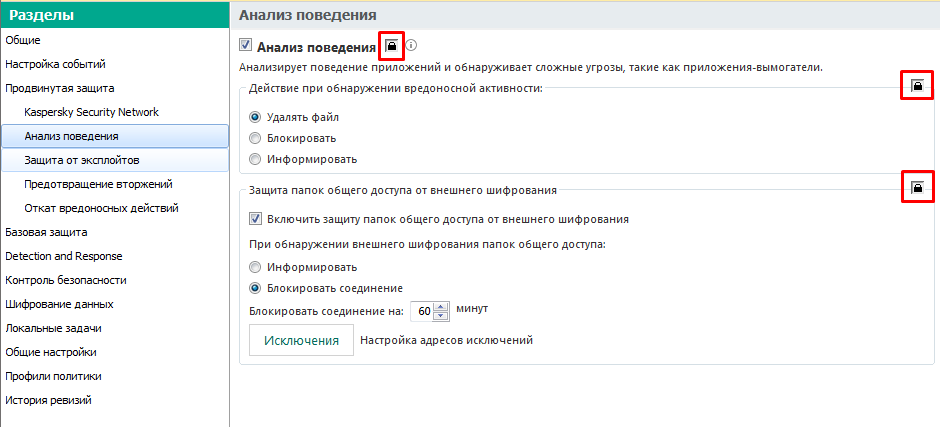 Разделы
Общие
Настройка событий
Продвинутая защита
Kaspersky Security Network
Анализ поведения
Защита от эксплойтов
Предотвращение вторжений
Откат вредоносных действий
Базовая защита
Detection and Response
Контроль безопасности
Шифрование данных
Локальные задачи
Общие настройки
Профили политики
История ревизий
Анализ поведения
Анализ поведения
Анализирует поведение приложений и обнаруживает сложные угрозы, такие как приложения-вымогатели.
Действие при обнаружении вредоносной активности:
Удалять файл
Блокировать
Информировать
Защита папок общего доступа от внешнего шифрования
Включить защиту папок общего доступа от внешнего шифрования
При обнаружении внешнего шифрования папок общего доступа:
Информировать
Блокировать соединение
Блокировать соединение на: 60 минут
Исключения Настройка адресов исключений